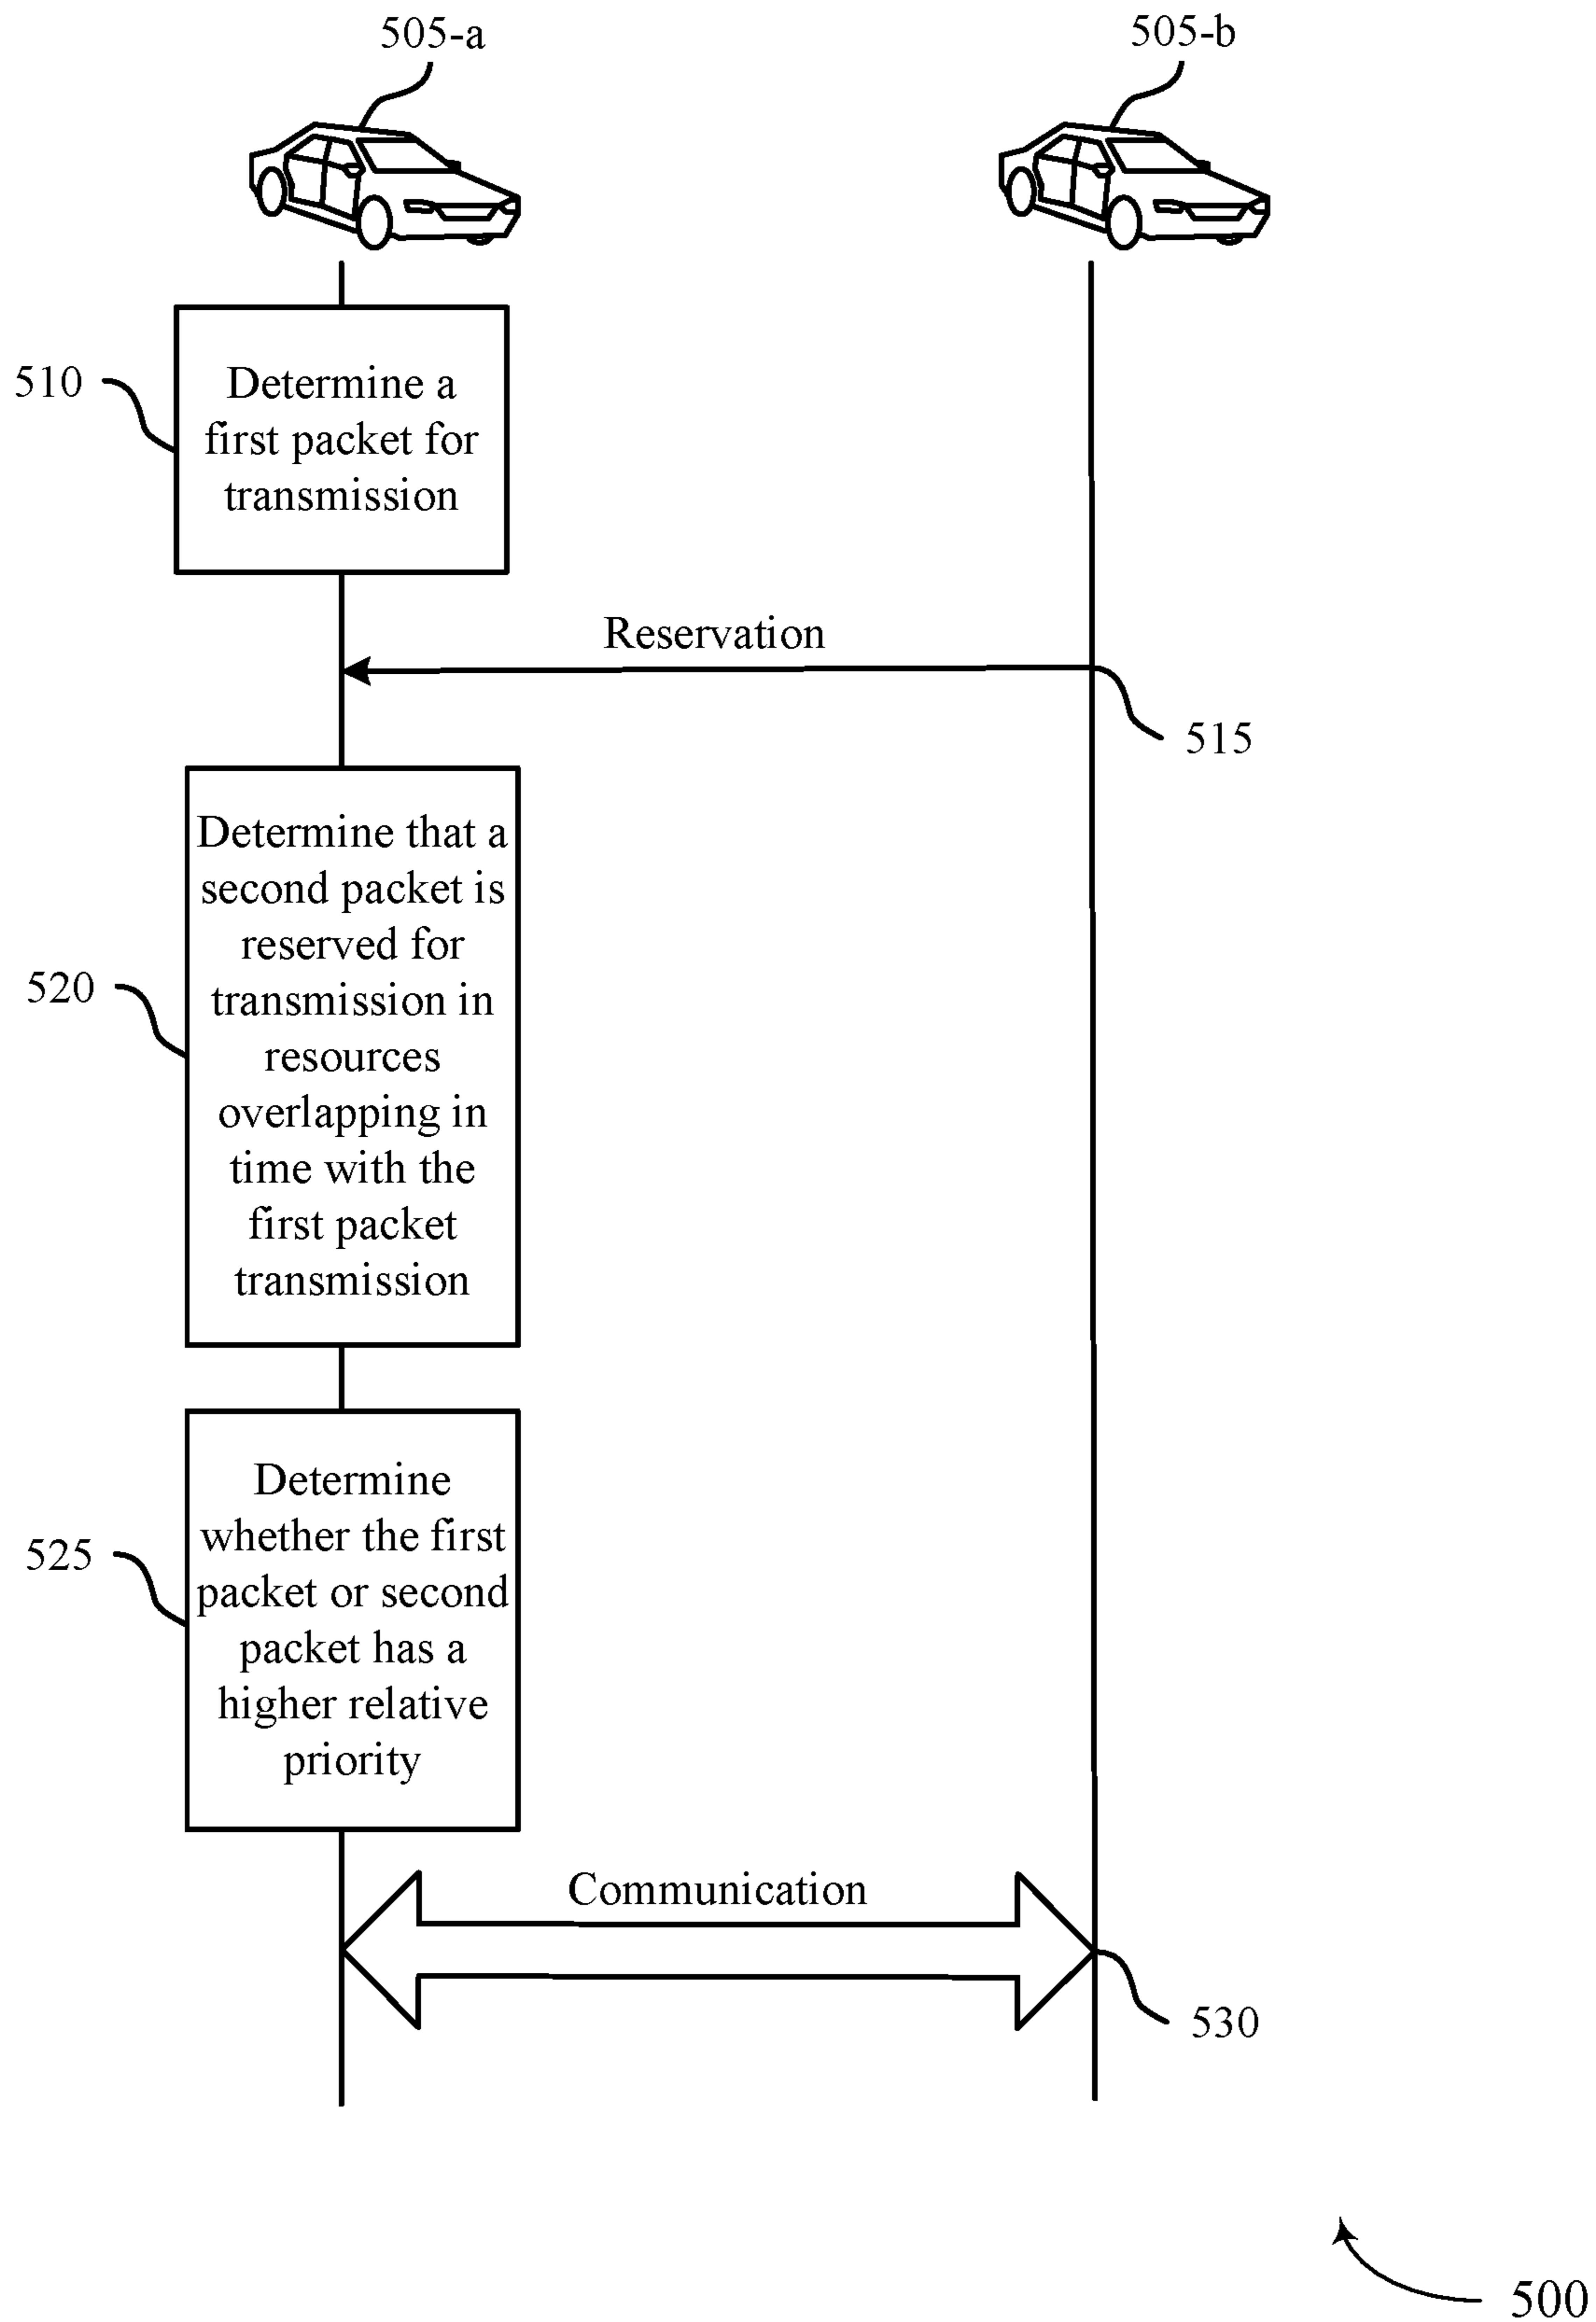 505-a
505-b
510
Determine a
first packet for
transmission
Reservation
515
520
Determine that a
second packet is
reserved for
transmission in
resources
overlapping in
time with the
first packet
transmission
525
Determine
whether the first
packet or second
packet has a
higher relative
priority
Communication
530
500